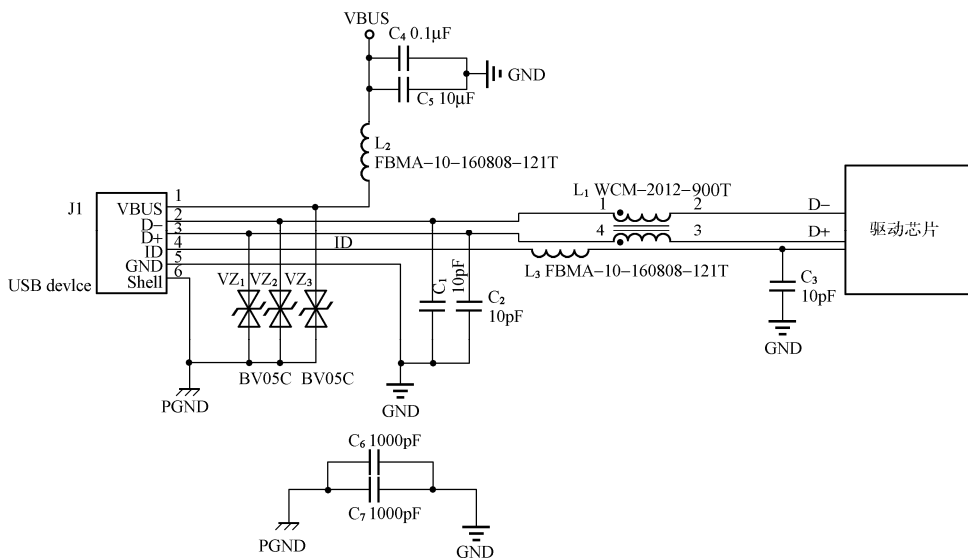 VBUS
C₄ 0.1μF
GND
C₅ 10μF
L₂
FBMA-10-160808-121T
J1
1
VBUS
2
D-
3
D+
4
ID
5
GND
6
Shell
USB devlce
ID
L₁ WCM-2012-900T
1
2
4
3
D-
D+
驱动芯片
L₃ FBMA-10-160808-121T
VZ₁
VZ₂
VZ₃
C₁
10pF
C₂
10pF
C₃
10pF
GND
BV05C
BV05C
PGND
GND
C₆ 1000pF
C₇ 1000pF
PGND
GND